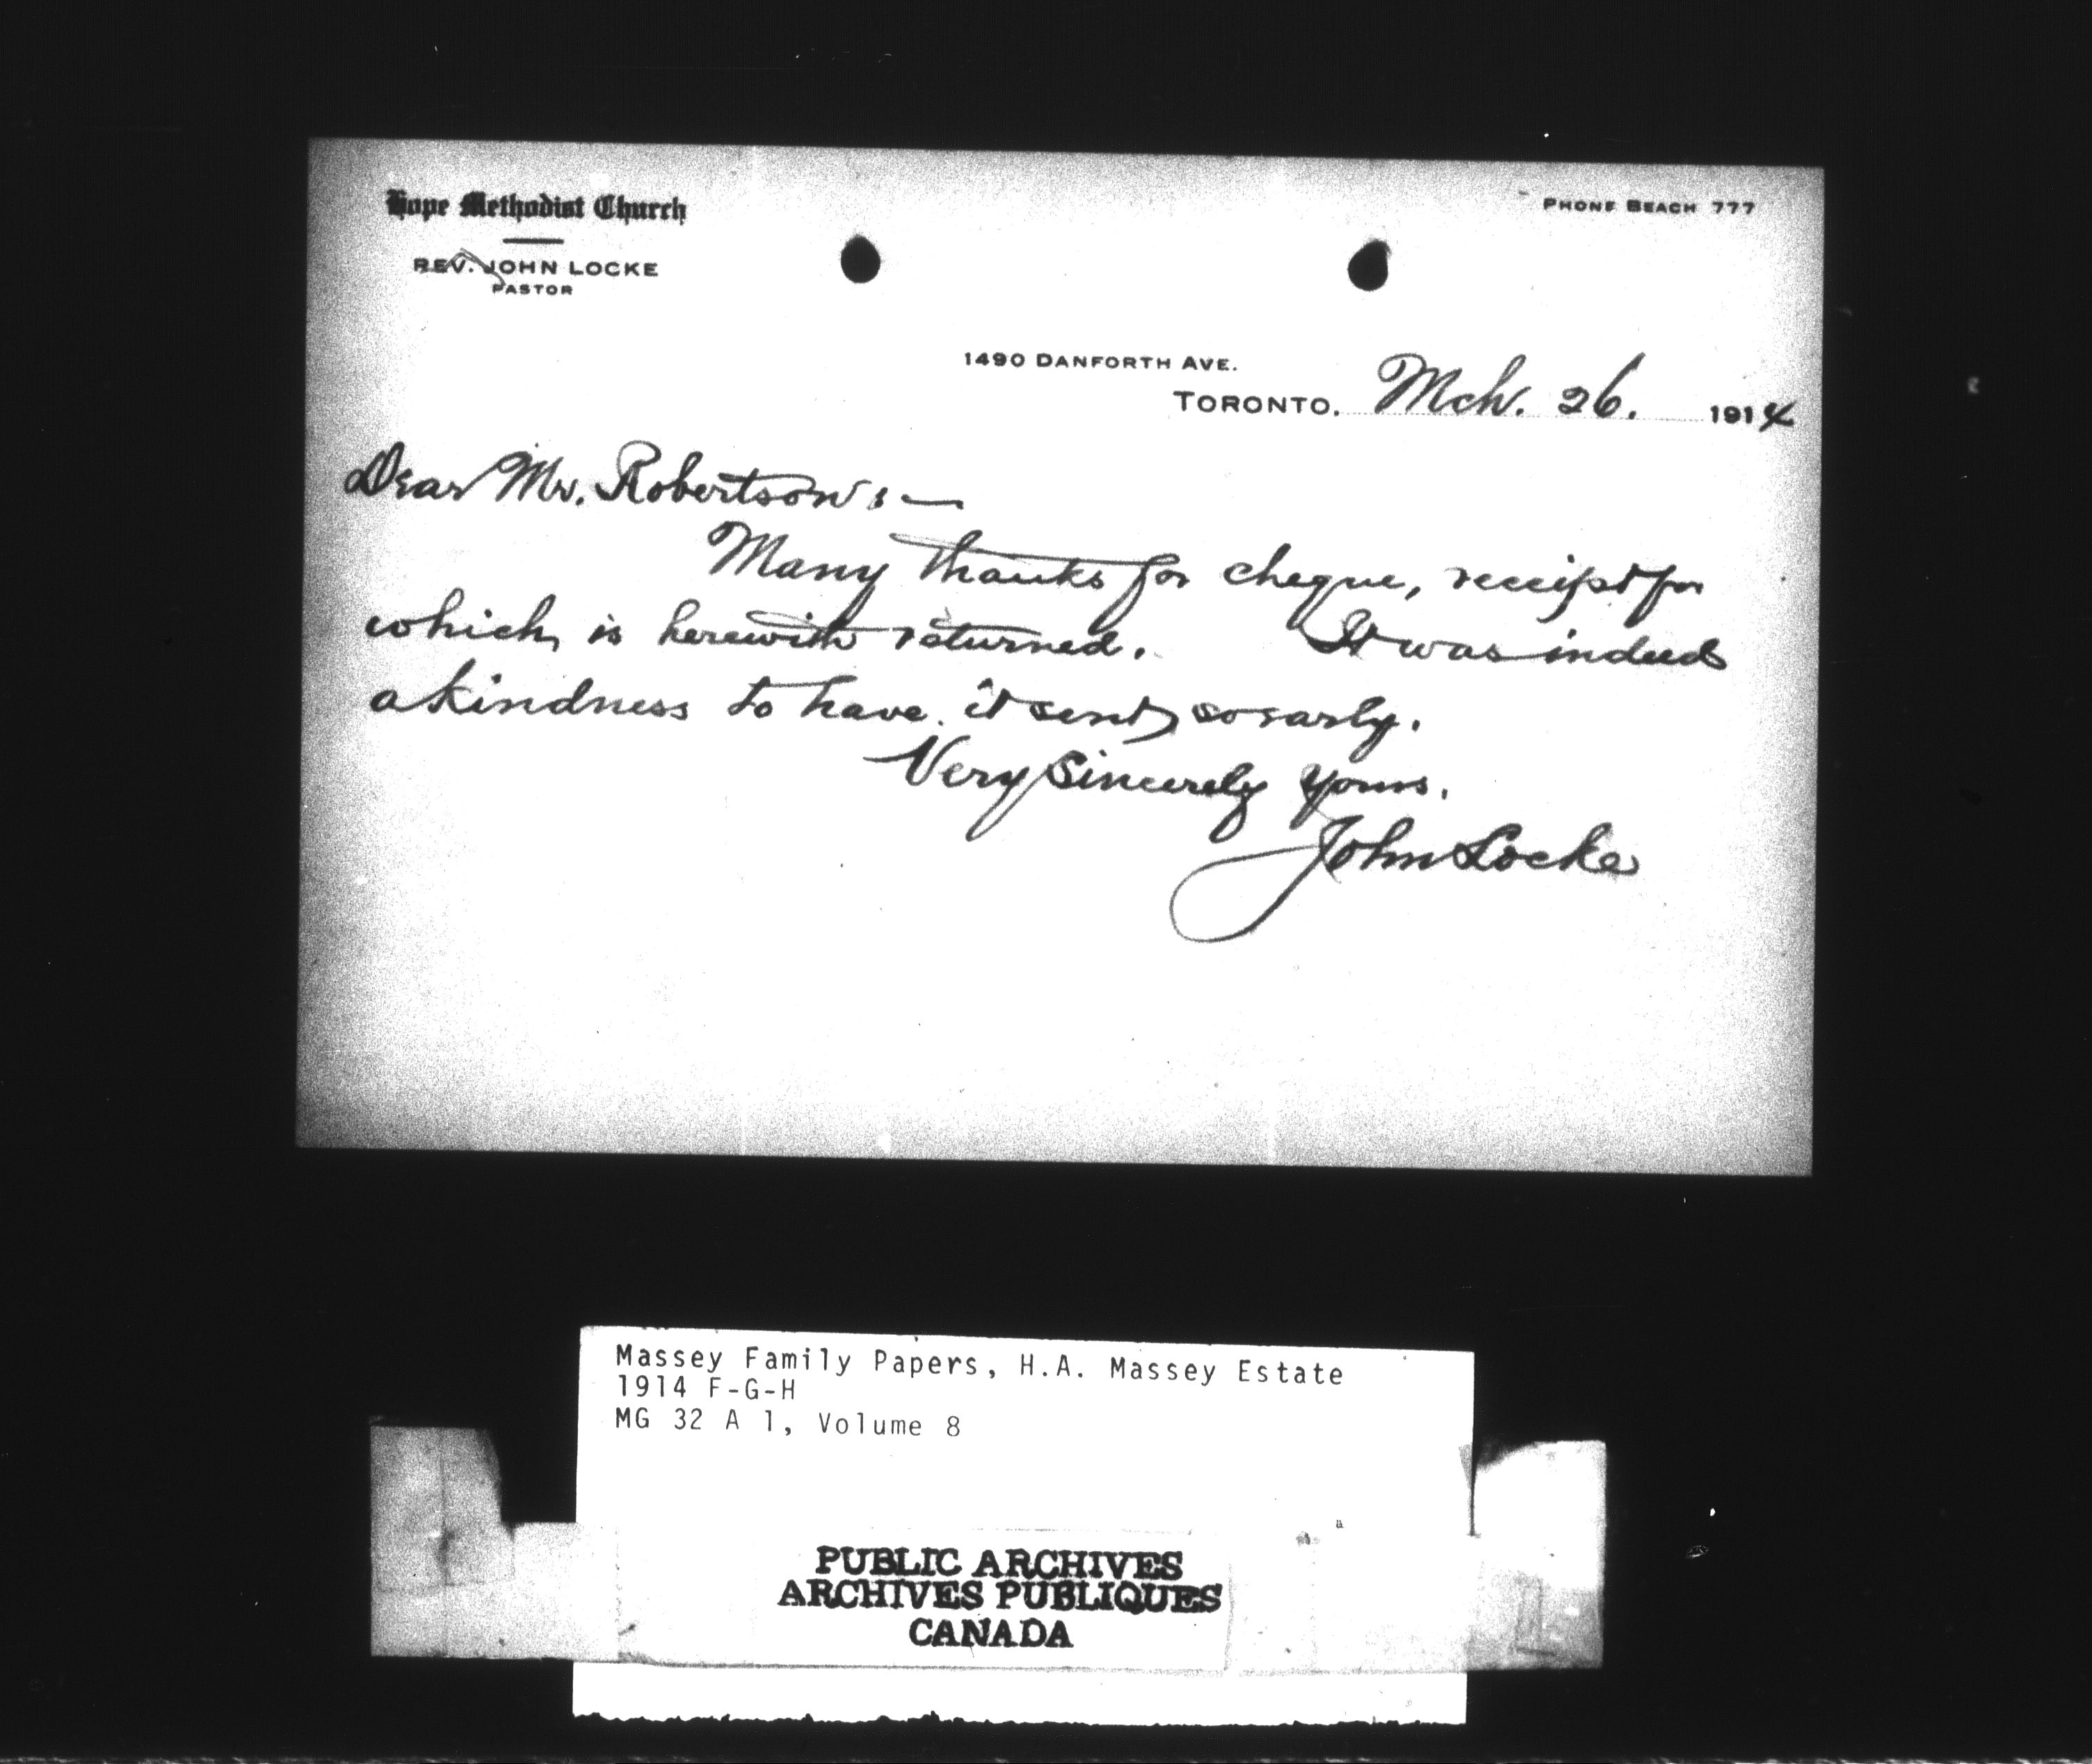 Hope Methodist Church
PHONE BEACH 777
REV. JOHN LOCKE
PASTOR
1490 DANFORTH AVE.
TORONTO, Mch. 26. 1914
Dear Mr. Robertson:—
Many thanks for cheque, receipt for
which is herewith returned. It was indeed
a kindness to have it sent so early.
Very Sincerely Yours.
John Locke
Massey Family Papers, H.A. Massey Estate
1914 F-G-H
MG 32 A 1, Volume 8
PUBLIC ARCHIVES
ARCHIVES PUBLIQUES
CANADA